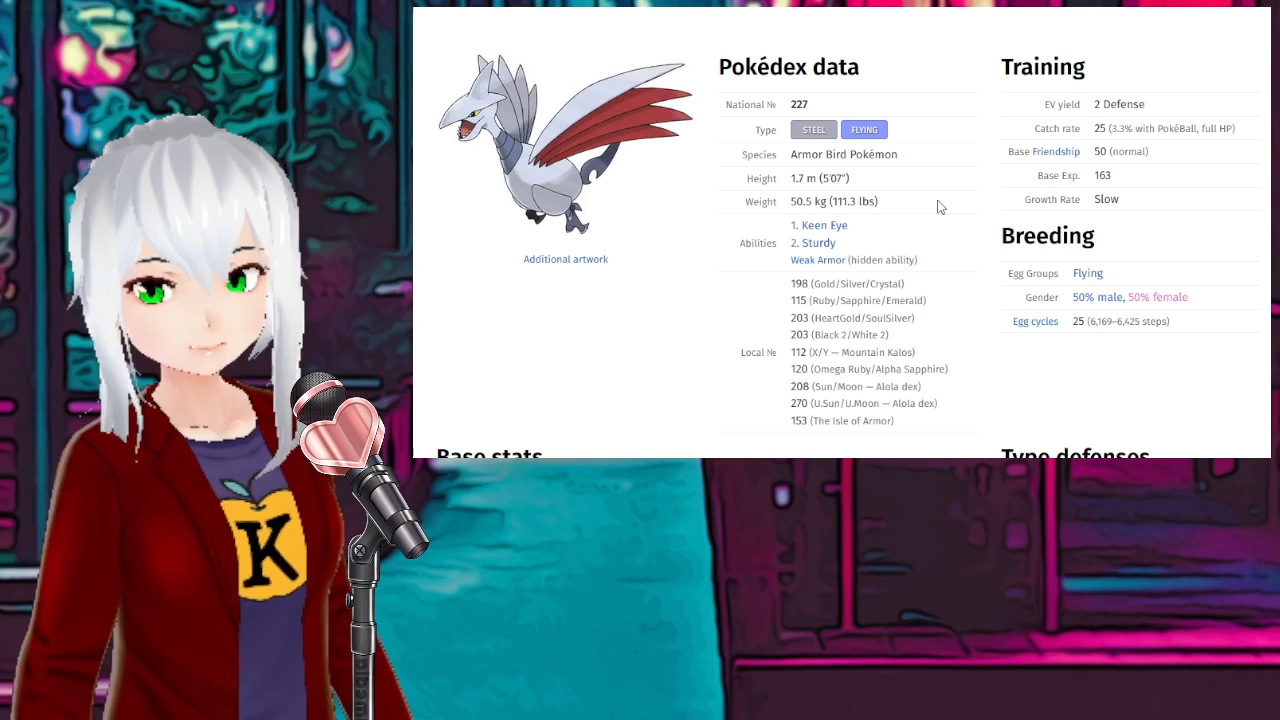 Pokédex data
National № 227
Type STEEL FLYING
Species Armor Bird Pokémon
Height 1.7 m (5′07″)
Weight 50.5 kg (111.3 lbs)
Abilities 1. Keen Eye
2. Sturdy
Weak Armor (hidden ability)
Local № 198 (Gold/Silver/Crystal)
115 (Ruby/Sapphire/Emerald)
203 (HeartGold/SoulSilver)
203 (Black 2/White 2)
112 (X/Y — Mountain Kalos)
120 (Omega Ruby/Alpha Sapphire)
208 (Sun/Moon — Alola dex)
270 (U.Sun/U.Moon — Alola dex)
153 (The Isle of Armor)
Additional artwork
Training
EV yield 2 Defense
Catch rate 25 (3.3% with PokéBall, full HP)
Base Friendship 50 (normal)
Base Exp. 163
Growth Rate Slow
Breeding
Egg Groups Flying
Gender 50% male, 50% female
Egg cycles 25 (6,169–6,425 steps)
Base stats
Type defenses
K